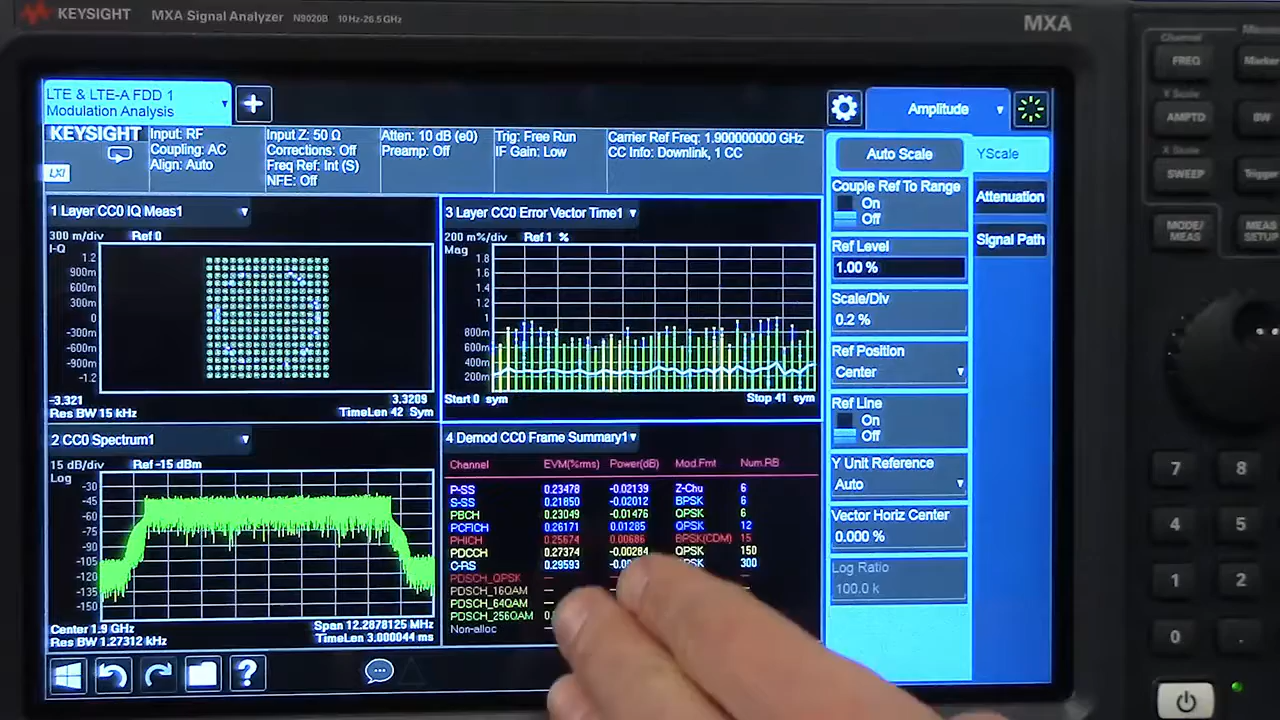 KEYSIGHT MXA Signal Analyzer N9020B 10Hz-26.5GHz MXA
LTE & LTE-A FDD 1
Modulation Analysis
+
Amplitude
KEYSIGHT
LXI
Input: RF
Coupling: AC
Align: Auto
Input Z: 50 Ω
Corrections: Off
Freq Ref: Int (S)
NFE: Off
Atten: 10 dB (e0)
Preamp: Off
Trig: Free Run
IF Gain: Low
Carrier Ref Freq: 1.900000000 GHz
CC Info: Downlink, 1 CC
1 Layer CC0 IQ Meas1
300 m/div Ref 0
I-Q
1.2
900m
600m
300m
0
-300m
-600m
-900m
-1.2
-3.321 3.3209
Res BW 15 kHz TimeLen 42 Sym
3 Layer CC0 Error Vector Time1
200 m%/div Ref 1 %
Mag
1.8
1.6
1.4
1.2
1
800m
600m
400m
200m
Start 0 sym Stop 41 sym
2 CC0 Spectrum1
15 dB/div Ref -15 dBm
Log
-30
-45
-60
-75
-90
-105
-120
-135
-150
Center 1.9 GHz Span 12.2878125 MHz
Res BW 1.27312 kHz TimeLen 3.000044 ms
4 Demod CC0 Frame Summary1
Channel EVM(%rms) Power(dB) Mod.Fmt Num.RB
P-SS 0.23478 -0.02139 Z-Chu 6
S-SS 0.21850 -0.02012 BPSK 6
PBCH 0.23049 -0.01476 QPSK 6
PCFICH 0.26171 0.01285 QPSK 12
PHICH 0.25674 0.00686 BPSK(CDM) 15
PDCCH 0.27374 -0.00284 QPSK 150
C-RS 0.29593 300
PDSCH_QPSK —
PDSCH_16QAM —
PDSCH_64QAM —
PDSCH_256QAM
Non-alloc —
Auto Scale
Couple Ref To Range
On
Off
Ref Level
1.00 %
Scale/Div
0.2 %
Ref Position
Center
Ref Line
On
Off
Y Unit Reference
Auto
Vector Horiz Center
0.000 %
Log Ratio
100.0 k
YScale
Attenuation
Signal Path
?
Channel
FREQ Marker
Y Scale
AMPTD BW
X Scale
SWEEP Trigger
MODE/
MEAS
MEAS
SETUP
7 8
4 5
1 2
0 .